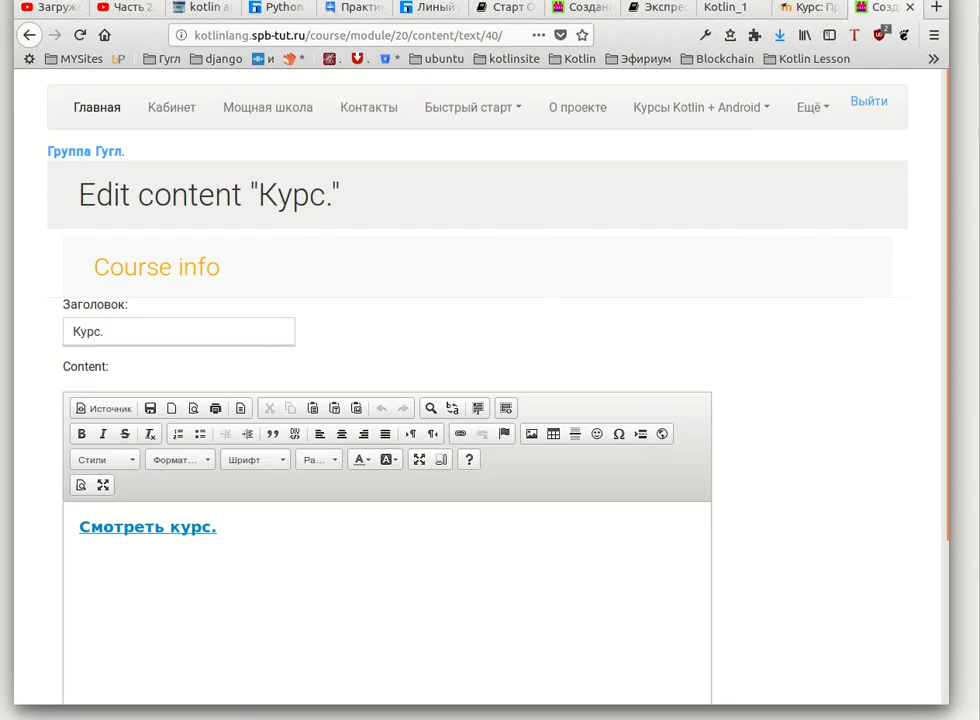 Загруж Часть 2. kotlin an Python Практи Линый Старт С Создан Экспрес Kotlin_1 Курс: П Созд
kotlinlang.spb-tut.ru/course/module/20/content/text/40/
MYSites bP Гугл django и ubuntu kotlinsite Kotlin Эфириум Blockchain Kotlin Lesson
Главная Кабинет Мощная школа Контакты Быстрый старт О проекте Курсы Kotlin + Android Ещё Выйти
Группа Гугл.
Edit content "Курс."
Course info
Заголовок:
Курс.
Content:
Источник
Стили Формат... Шрифт Ра...
Смотреть курс.